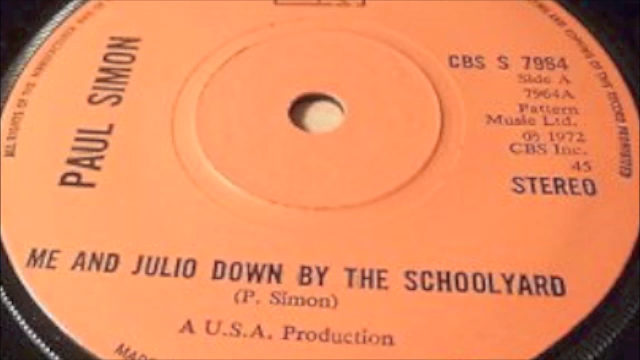 PAUL SIMON
CBS S 7964
Side A
7964A
Pattern
Music Ltd.
℗ 1972
CBS Inc.
45
STEREO
ME AND JULIO DOWN BY THE SCHOOLYARD
(P. Simon)
A U.S.A. Production